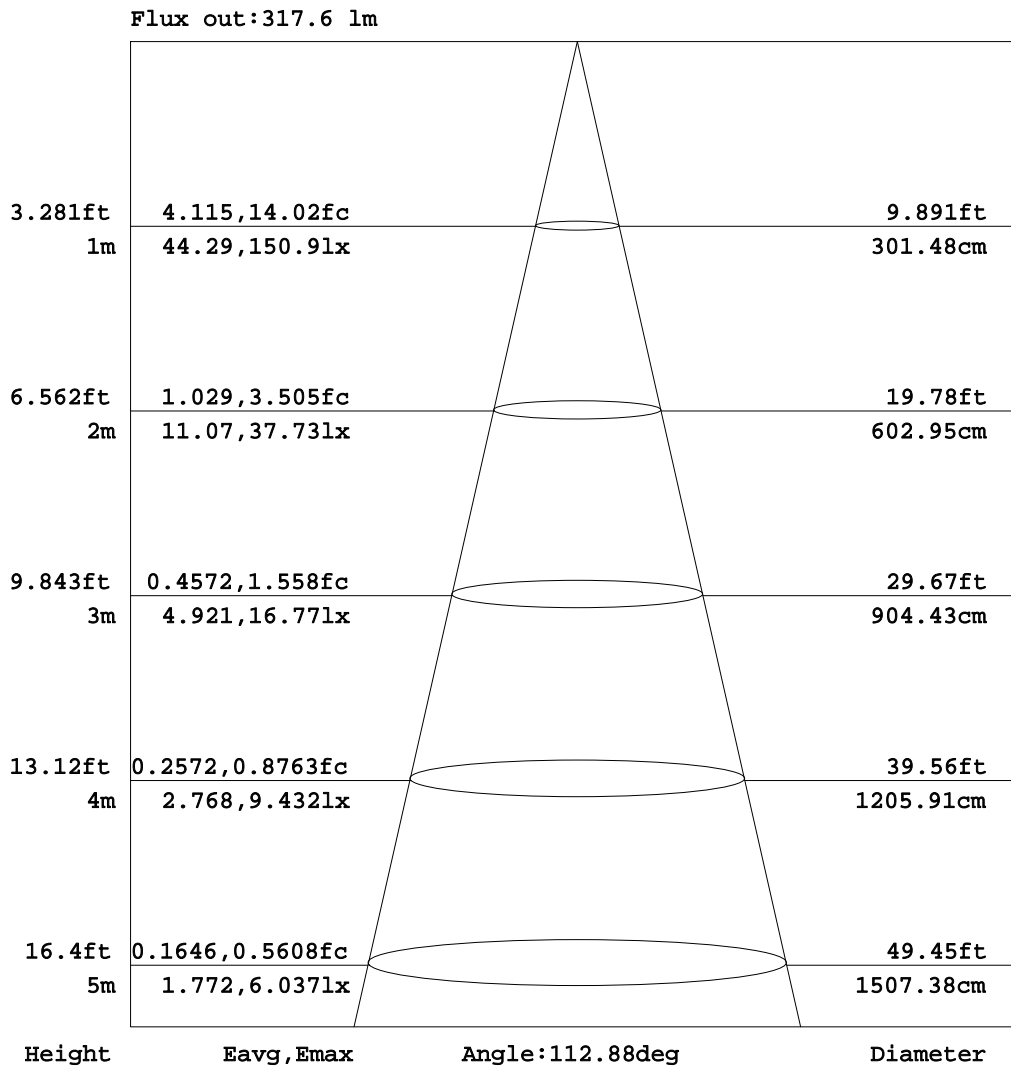 Flux out:317.6 lm
3.281ft 4.115,14.02fc 9.891ft
1m 44.29,150.9lx 301.48cm
6.562ft 1.029,3.505fc 19.78ft
2m 11.07,37.73lx 602.95cm
9.843ft 0.4572,1.558fc 29.67ft
3m 4.921,16.77lx 904.43cm
13.12ft 0.2572,0.8763fc 39.56ft
4m 2.768,9.432lx 1205.91cm
16.4ft 0.1646,0.5608fc 49.45ft
5m 1.772,6.037lx 1507.38cm
Height Eavg,Emax Angle:112.88deg Diameter